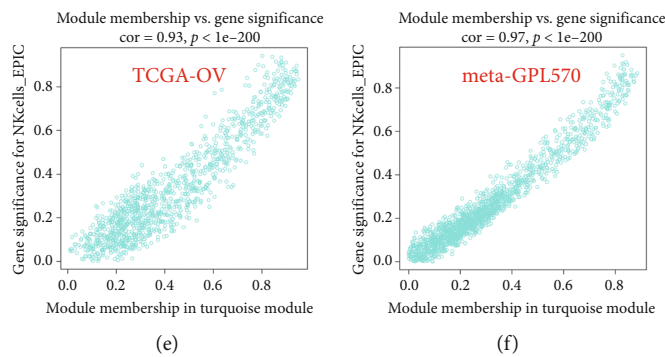 Module membership vs. gene significance
cor = 0.93, p < 1e–200
TCGA-OV
Gene significance for NKcells_EPIC
0.8
0.6
0.4
0.2
0.0
0.0 0.2 0.4 0.6 0.8
Module membership in turquoise module
(e)
Module membership vs. gene significance
cor = 0.97, p < 1e–200
meta-GPL570
Gene significance for NKcells_EPIC
0.8
0.6
0.4
0.2
0.0
0.0 0.2 0.4 0.6 0.8
Module membership in turquoise module
(f)